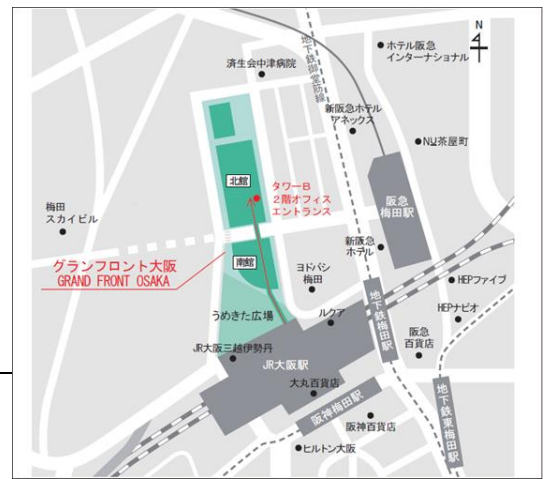 N
ホテル阪急
インターナショナル
地下鉄御堂筋線
済生会中津病院
新阪急ホテル
アネックス
NU茶屋町
北館
タワーB
2階オフィス
エントランス
阪急
梅田駅
梅田
スカイビル
新阪急
ホテル
グランフロント大阪
GRAND FRONT OSAKA
南館
ヨドバシ
梅田
HEPファイブ
うめきた広場
ルクア
地下鉄梅田駅
HEPナビオ
JR大阪三越伊勢丹
JR大阪駅
阪急
百貨店
大丸百貨店
阪神梅田駅
地下鉄東梅田駅
阪神百貨店
ヒルトン大阪